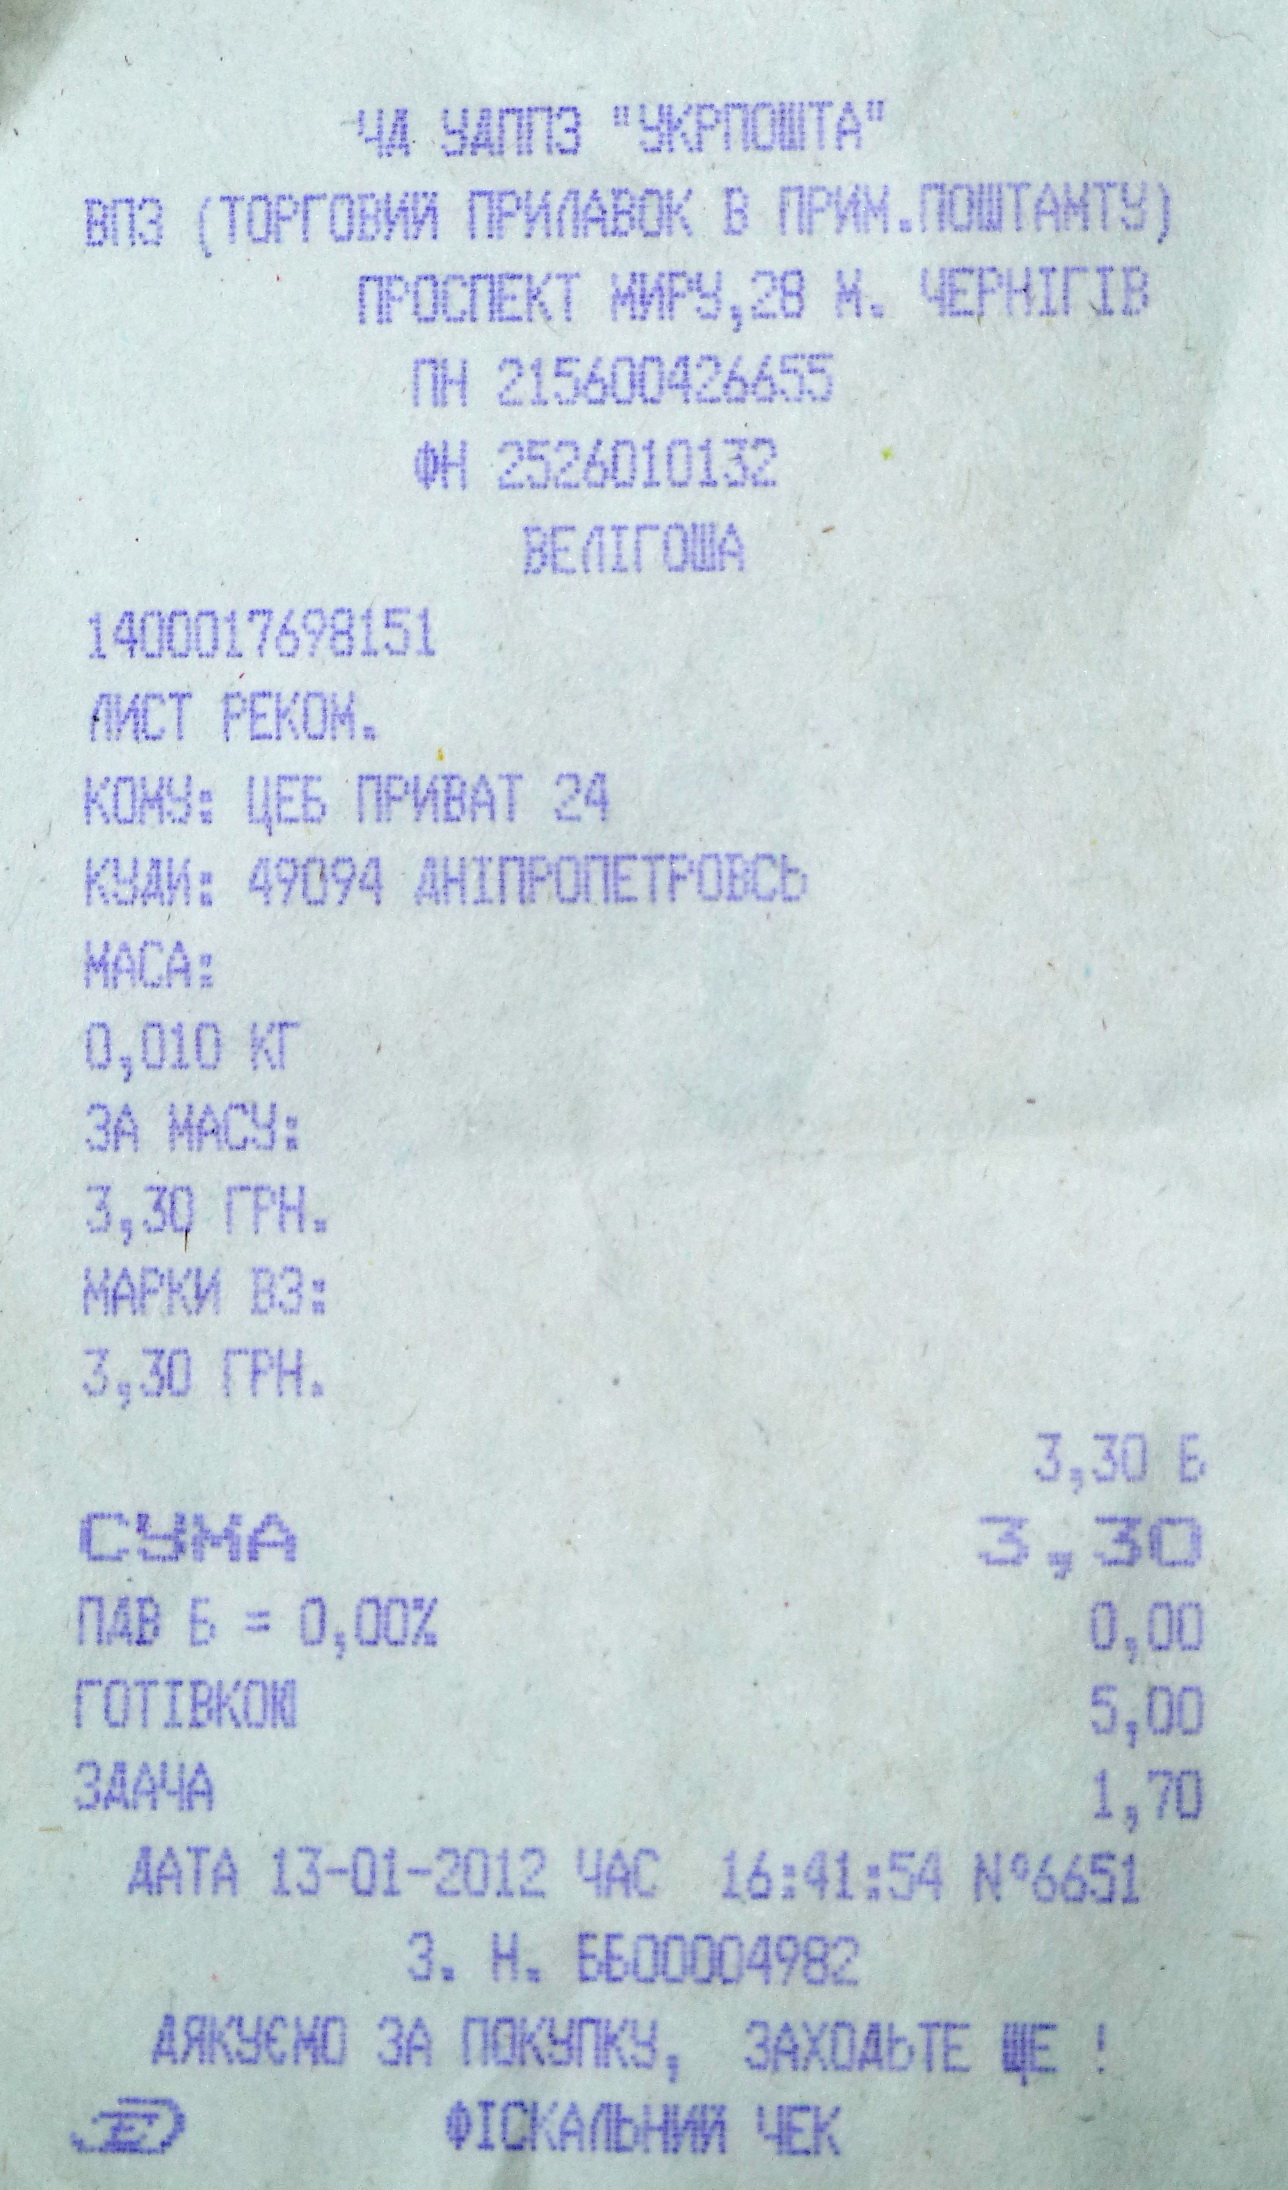 ЧД УДППЗ "УКРПОШТА"
ВПЗ (ТОРГОВИЙ ПРИЛАВОК В ПРИМ.ПОШТАМТУ)
ПРОСПЕКТ МИРУ,28 М. ЧЕРНІГІВ
ПН 215600426655
ФН 2526010132
ВЕЛІГОША
1400017698151
ЛИСТ РЕКОМ.
КОМУ: ЦЕБ ПРИВАТ 24
КУДИ: 49094 ДНІПРОПЕТРОВСЬ
МАСА:
0,010 КГ
ЗА МАСУ:
3,30 ГРН.
МАРКИ ВЗ:
3,30 ГРН.
3,30 Б
СУМА 3,30
ПДВ Б = 0,00% 0,00
ГОТІВКОЮ 5,00
ЗДАЧА 1,70
ДАТА 13-01-2012 ЧАС 16:41:54 №6651
З. Н. ББ00004982
ДЯКУЄМО ЗА ПОКУПКУ, ЗАХОДЬТЕ ЩЕ !
ФІСКАЛЬНИЙ ЧЕК